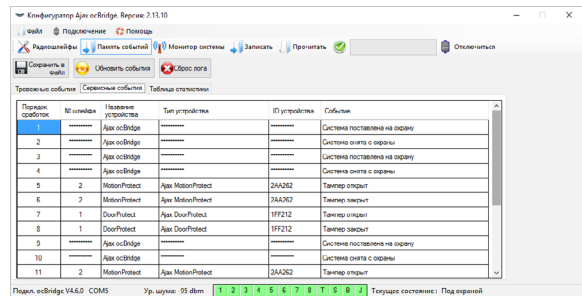 Конфигуратор Ajax ocBridge. Версия: 2.13.10
Файл Подключение Помощь
Радиошлейфы Память событий Монитор системы Записать Прочитать Отключиться
Сохранить в файл Обновить события Сброс лога
Тревожные события Сервисные события Таблица статистики
Порядок сработок № шлейфа Название устройства Тип устройства ID устройства Событие
1 ********** Ajax ocBridge ********** ********** Система поставлена на охрану
2 ********** Ajax ocBridge ********** ********** Система снята с охраны
3 ********** Ajax ocBridge ********** ********** Система поставлена на охрану
4 ********** Ajax ocBridge ********** ********** Система снята с охраны
5 2 MotionProtect Ajax MotionProtect 2AA262 Тампер открыт
6 2 MotionProtect Ajax MotionProtect 2AA262 Тампер закрыт
7 1 DoorProtect Ajax DoorProtect 1FF212 Тампер открыт
8 1 DoorProtect Ajax DoorProtect 1FF212 Тампер закрыт
9 ********** Ajax ocBridge ********** ********** Система поставлена на охрану
10 ********** Ajax ocBridge ********** ********** Система снята с охраны
11 2 MotionProtect Ajax MotionProtect 2AA262 Тампер открыт
Подкл. ocBridge V4.6.0 COM5 Ур. шума: -95 dbm 1 2 3 4 5 6 7 8 T S B J Текущее состояние : Под охраной